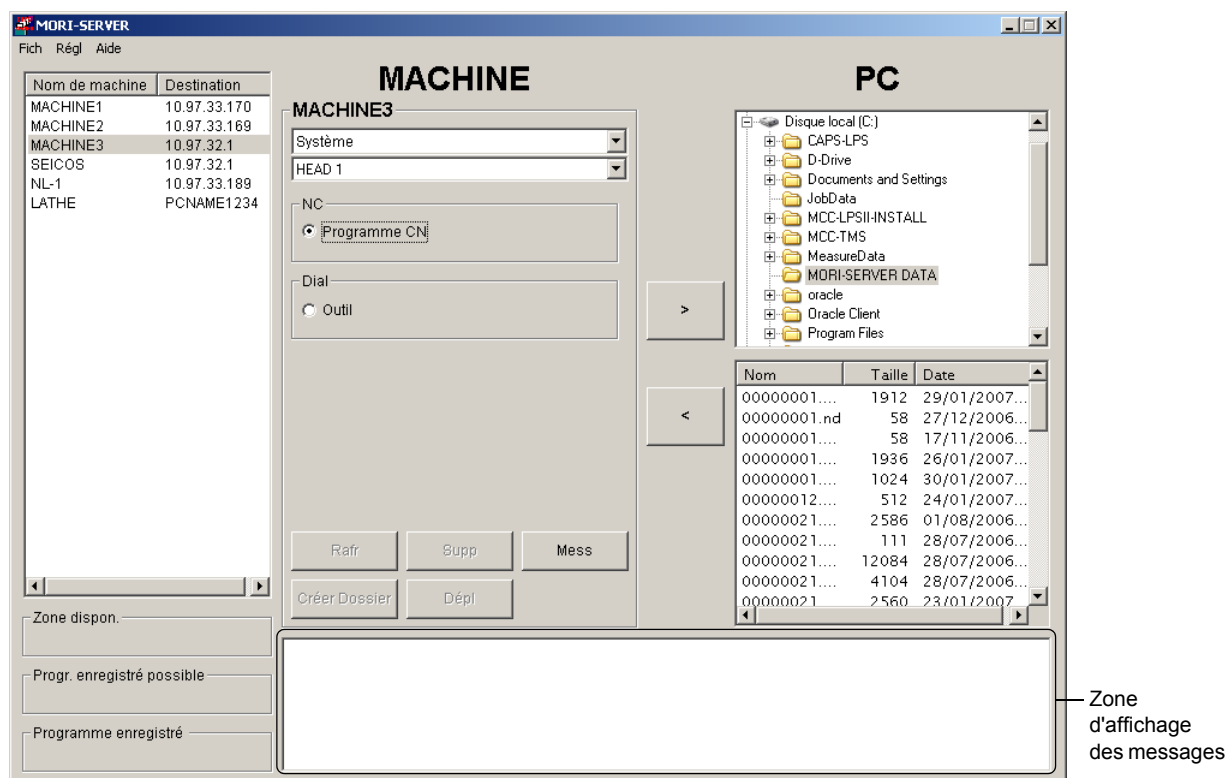 MORI-SERVER
Fich Régl Aide
Nom de machine Destination
MACHINE1 10.97.33.170
MACHINE2 10.97.33.169
MACHINE3 10.97.32.1
SEICOS 10.97.32.1
NL-1 10.97.33.189
LATHE PCNAME1234
Zone dispon.
Progr. enregistré possible
Programme enregistré
MACHINE
MACHINE3
Système
HEAD 1
NC
Programme CN
Dial
Outil
Rafr Supp Mess
Créer Dossier Dépl
>
<
PC
Disque local (C:)
CAPS-LPS
D-Drive
Documents and Settings
JobData
MCC-LPSII-INSTALL
MCC-TMS
MeasureData
MORI-SERVER DATA
oracle
Oracle Client
Program Files
Nom Taille Date
00000001.... 1912 29/01/2007...
00000001.nd 58 27/12/2006...
00000001.... 58 17/11/2006...
00000001.... 1936 26/01/2007...
00000001.... 1024 30/01/2007...
00000012.... 512 24/01/2007...
00000021.... 2586 01/08/2006...
00000021.... 111 28/07/2006...
00000021.... 12084 28/07/2006...
00000021.... 4104 28/07/2006...
00000021 2560 23/01/2007
Zone
d'affichage
des messages